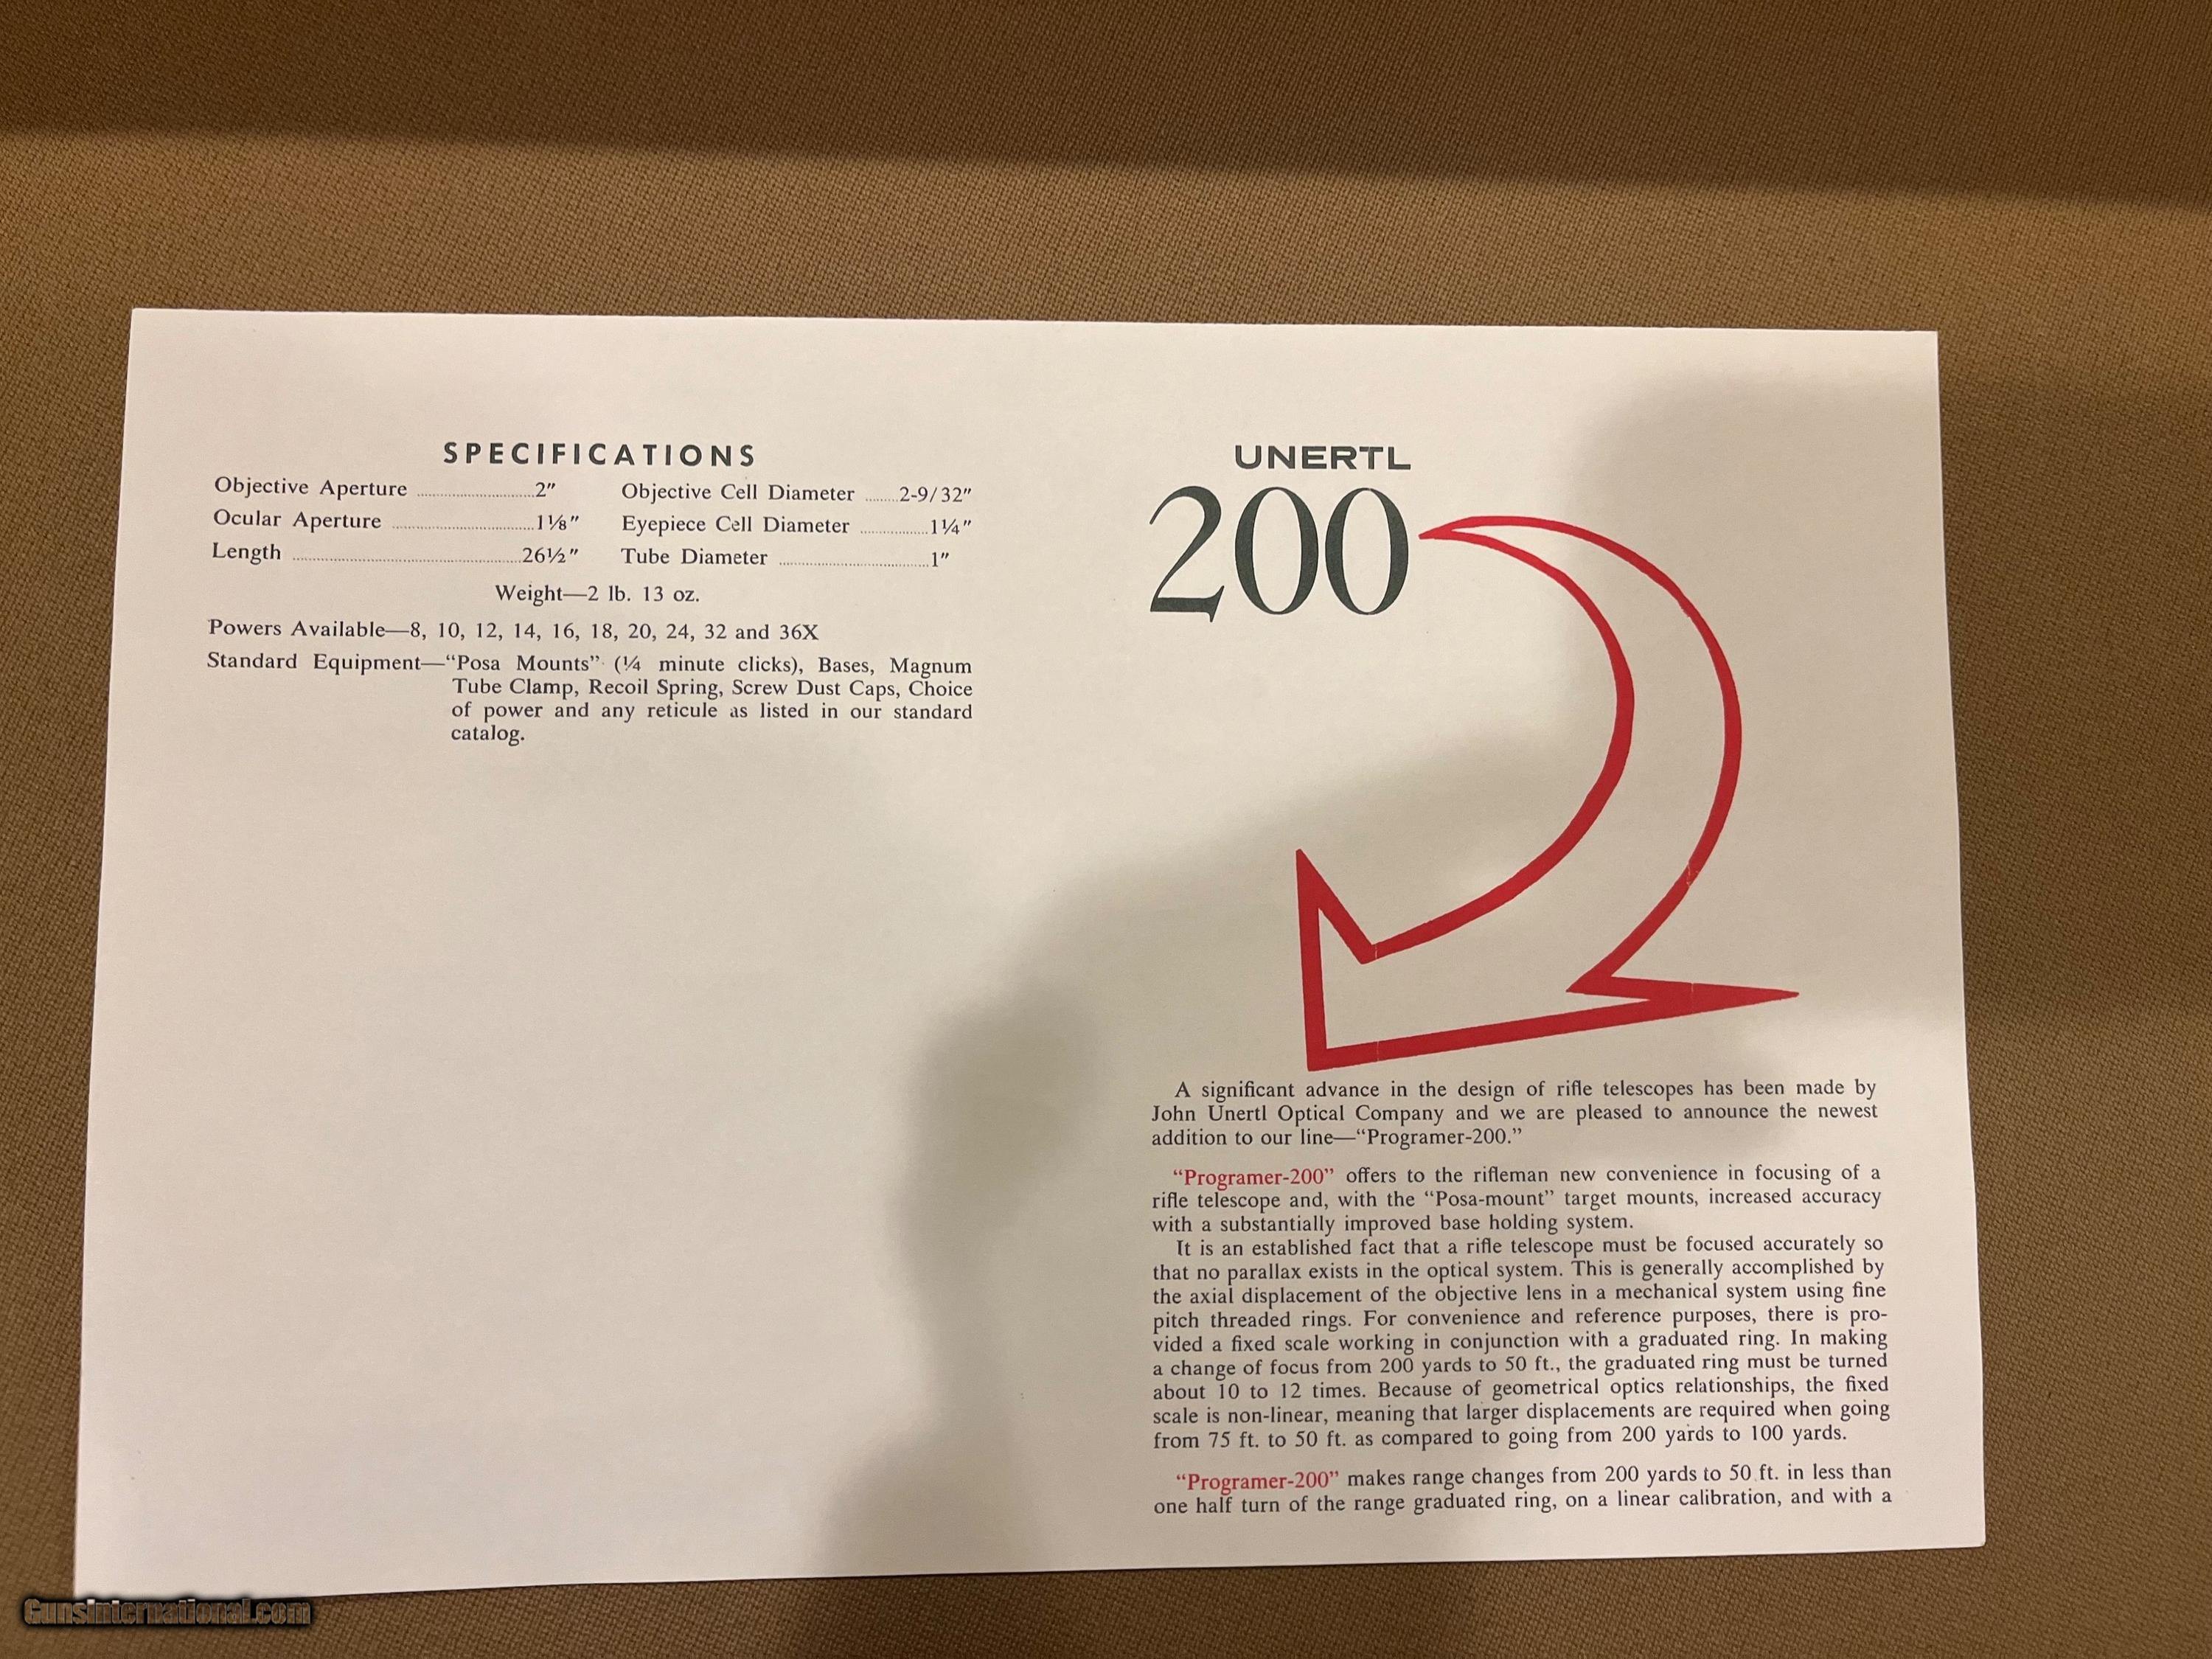 SPECIFICATIONS
Objective Aperture ........ 2"
Objective Cell Diameter ........ 2-9/32"
Ocular Aperture ........ 1⅛"
Eyepiece Cell Diameter ........ 1¼"
Length ........ 26½"
Tube Diameter ........ 1"
Weight—2 lb. 13 oz.
Powers Available—8, 10, 12, 14, 16, 18, 20, 24, 32 and 36X
Standard Equipment—"Posa Mounts" (¼ minute clicks), Bases, Magnum
Tube Clamp, Recoil Spring, Screw Dust Caps, Choice
of power and any reticule as listed in our standard
catalog.
UNERTL
200
A significant advance in the design of rifle telescopes has been made by
John Unertl Optical Company and we are pleased to announce the newest
addition to our line—"Programer-200."
"Programer-200" offers to the rifleman new convenience in focusing of a
rifle telescope and, with the "Posa-mount" target mounts, increased accuracy
with a substantially improved base holding system.
It is an established fact that a rifle telescope must be focused accurately so
that no parallax exists in the optical system. This is generally accomplished by
the axial displacement of the objective lens in a mechanical system using fine
pitch threaded rings. For convenience and reference purposes, there is pro-
vided a fixed scale working in conjunction with a graduated ring. In making
a change of focus from 200 yards to 50 ft., the graduated ring must be turned
about 10 to 12 times. Because of geometrical optics relationships, the fixed
scale is non-linear, meaning that larger displacements are required when going
from 75 ft. to 50 ft. as compared to going from 200 yards to 100 yards.
"Programer-200" makes range changes from 200 yards to 50 ft. in less than
one half turn of the range graduated ring, on a linear calibration, and with a
GunsInternational.com